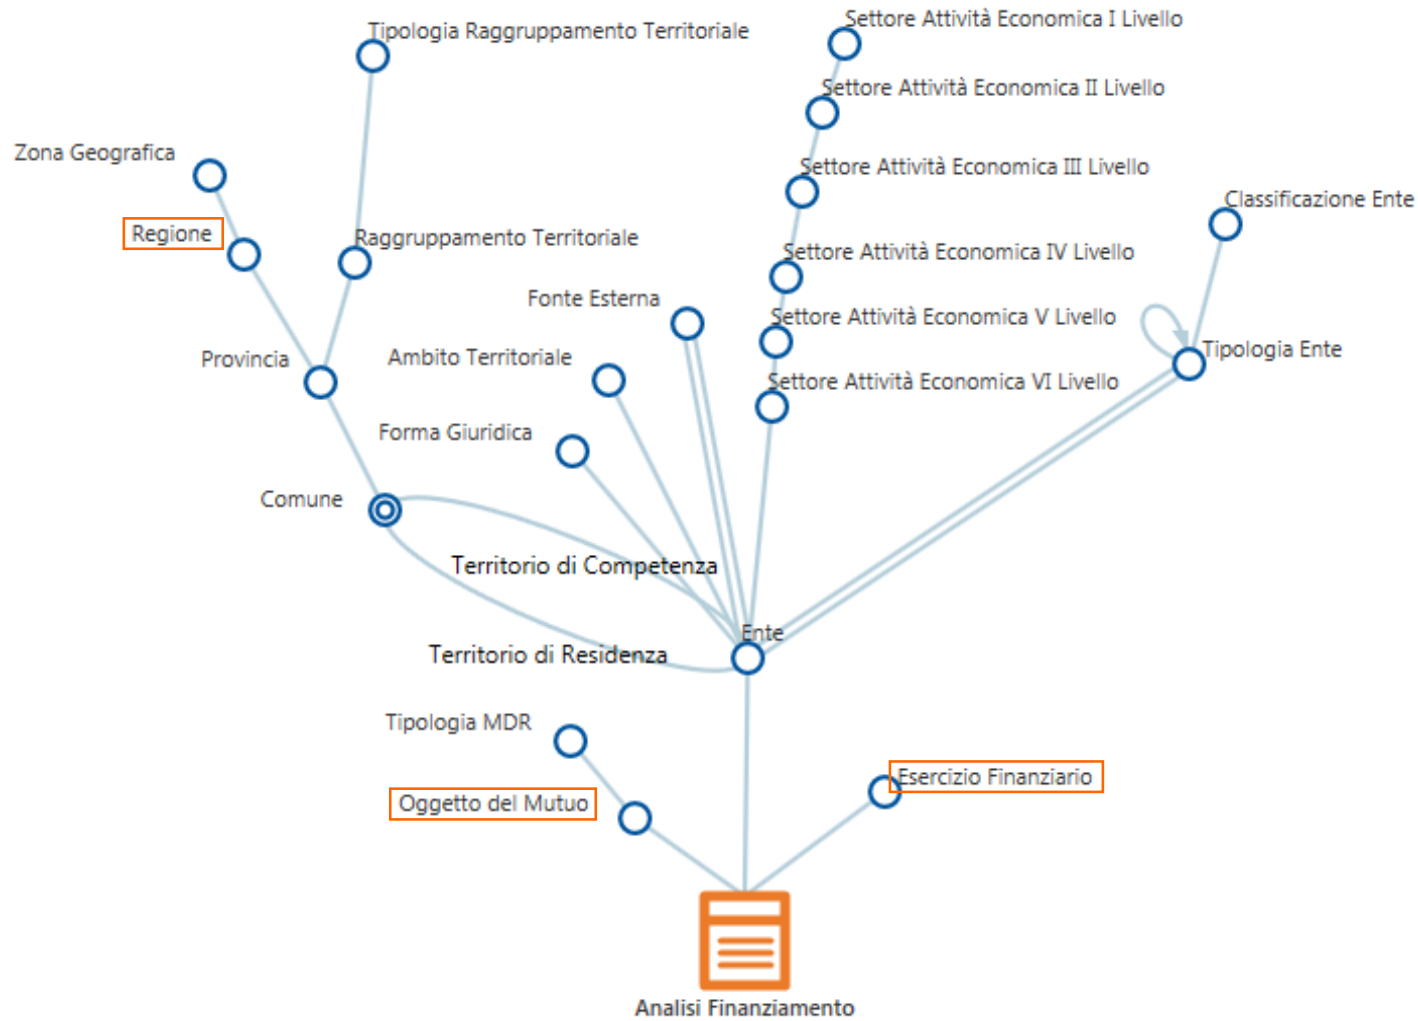 Settore Attività Economica I Livello
Tipologia Raggruppamento Territoriale
Settore Attività Economica II Livello
Zona Geografica
Settore Attività Economica III Livello
Classificazione Ente
Regione
Raggruppamento Territoriale
Settore Attività Economica IV Livello
Fonte Esterna
Settore Attività Economica V Livello
Provincia
Ambito Territoriale
Tipologia Ente
Settore Attività Economica VI Livello
Forma Giuridica
Comune
Territorio di Competenza
Ente
Territorio di Residenza
Tipologia MDR
Esercizio Finanziario
Oggetto del Mutuo
Analisi Finanziamento